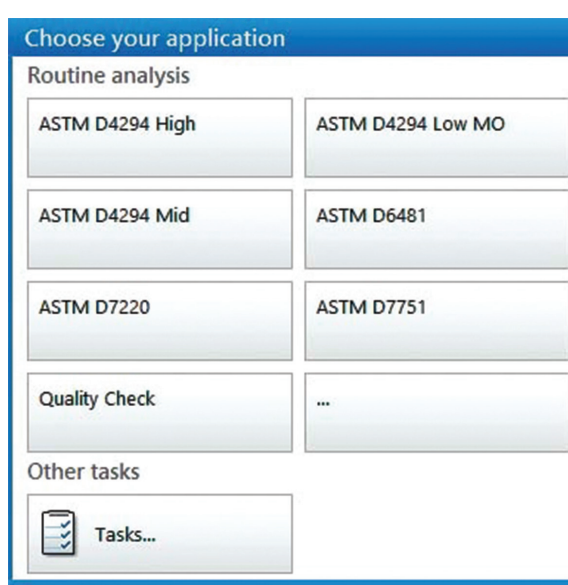 Choose your application
Routine analysis
ASTM D4294 High
ASTM D4294 Low MO
ASTM D4294 Mid
ASTM D6481
ASTM D7220
ASTM D7751
Quality Check
...
Other tasks
Tasks...